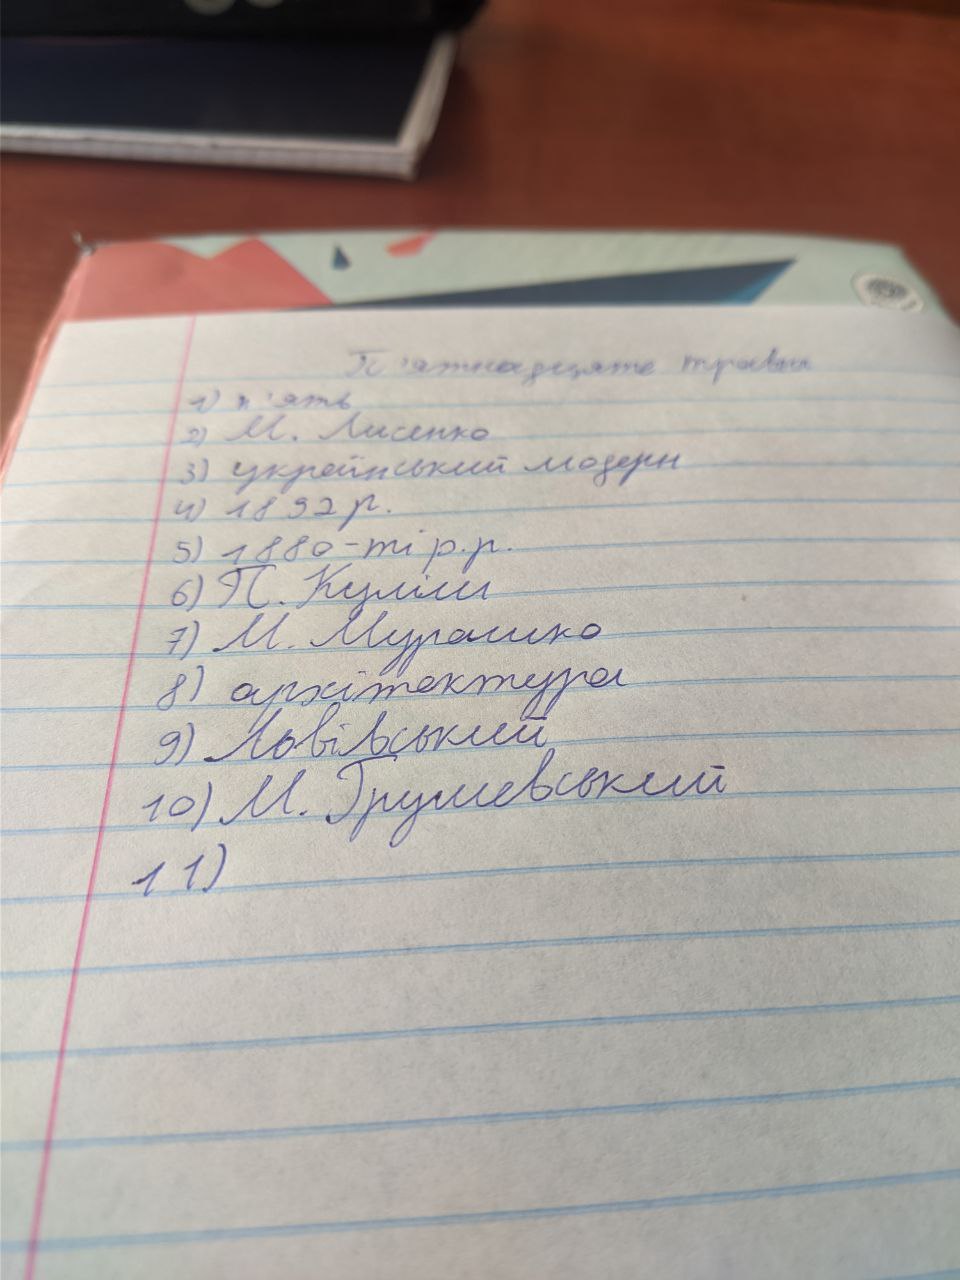 П'ятнадцяте травня
1) п'ять
2) М. Лисенко
3) український модерн
4) 1892 р.
5) 1880-ті р.р.
6) П. Куліш
7) М. Мурашко
8) архітектура
9) Львівський
10) М. Грушевський
11)